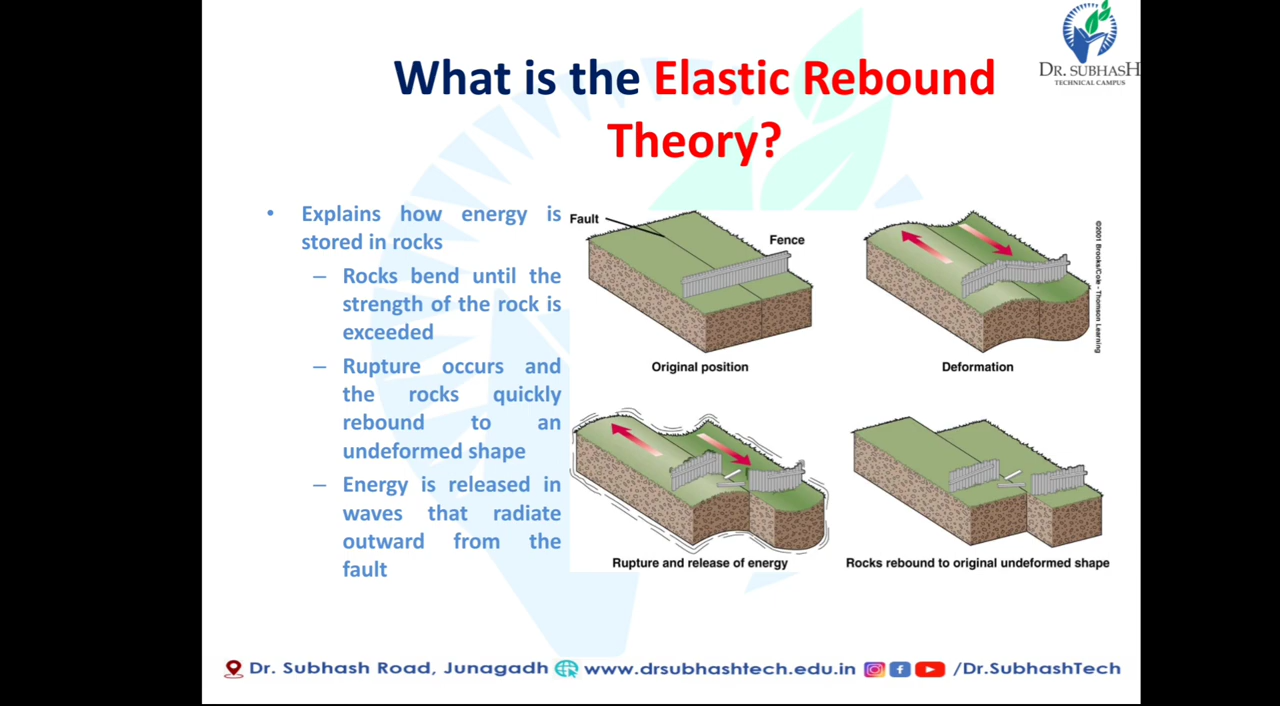 DR. SUBHASH
TECHNICAL CAMPUS
What is the Elastic Rebound
Theory?
• Explains how energy is
stored in rocks
– Rocks bend until the
strength of the rock is
exceeded
– Rupture occurs and
the rocks quickly
rebound to an
undeformed shape
– Energy is released in
waves that radiate
outward from the
fault
Fault
Fence
Original position
Deformation
©2001 Brooks/Cole - Thomson Learning
Rupture and release of energy
Rocks rebound to original undeformed shape
Dr. Subhash Road, Junagadh www.drsubhashtech.edu.in /Dr.SubhashTech